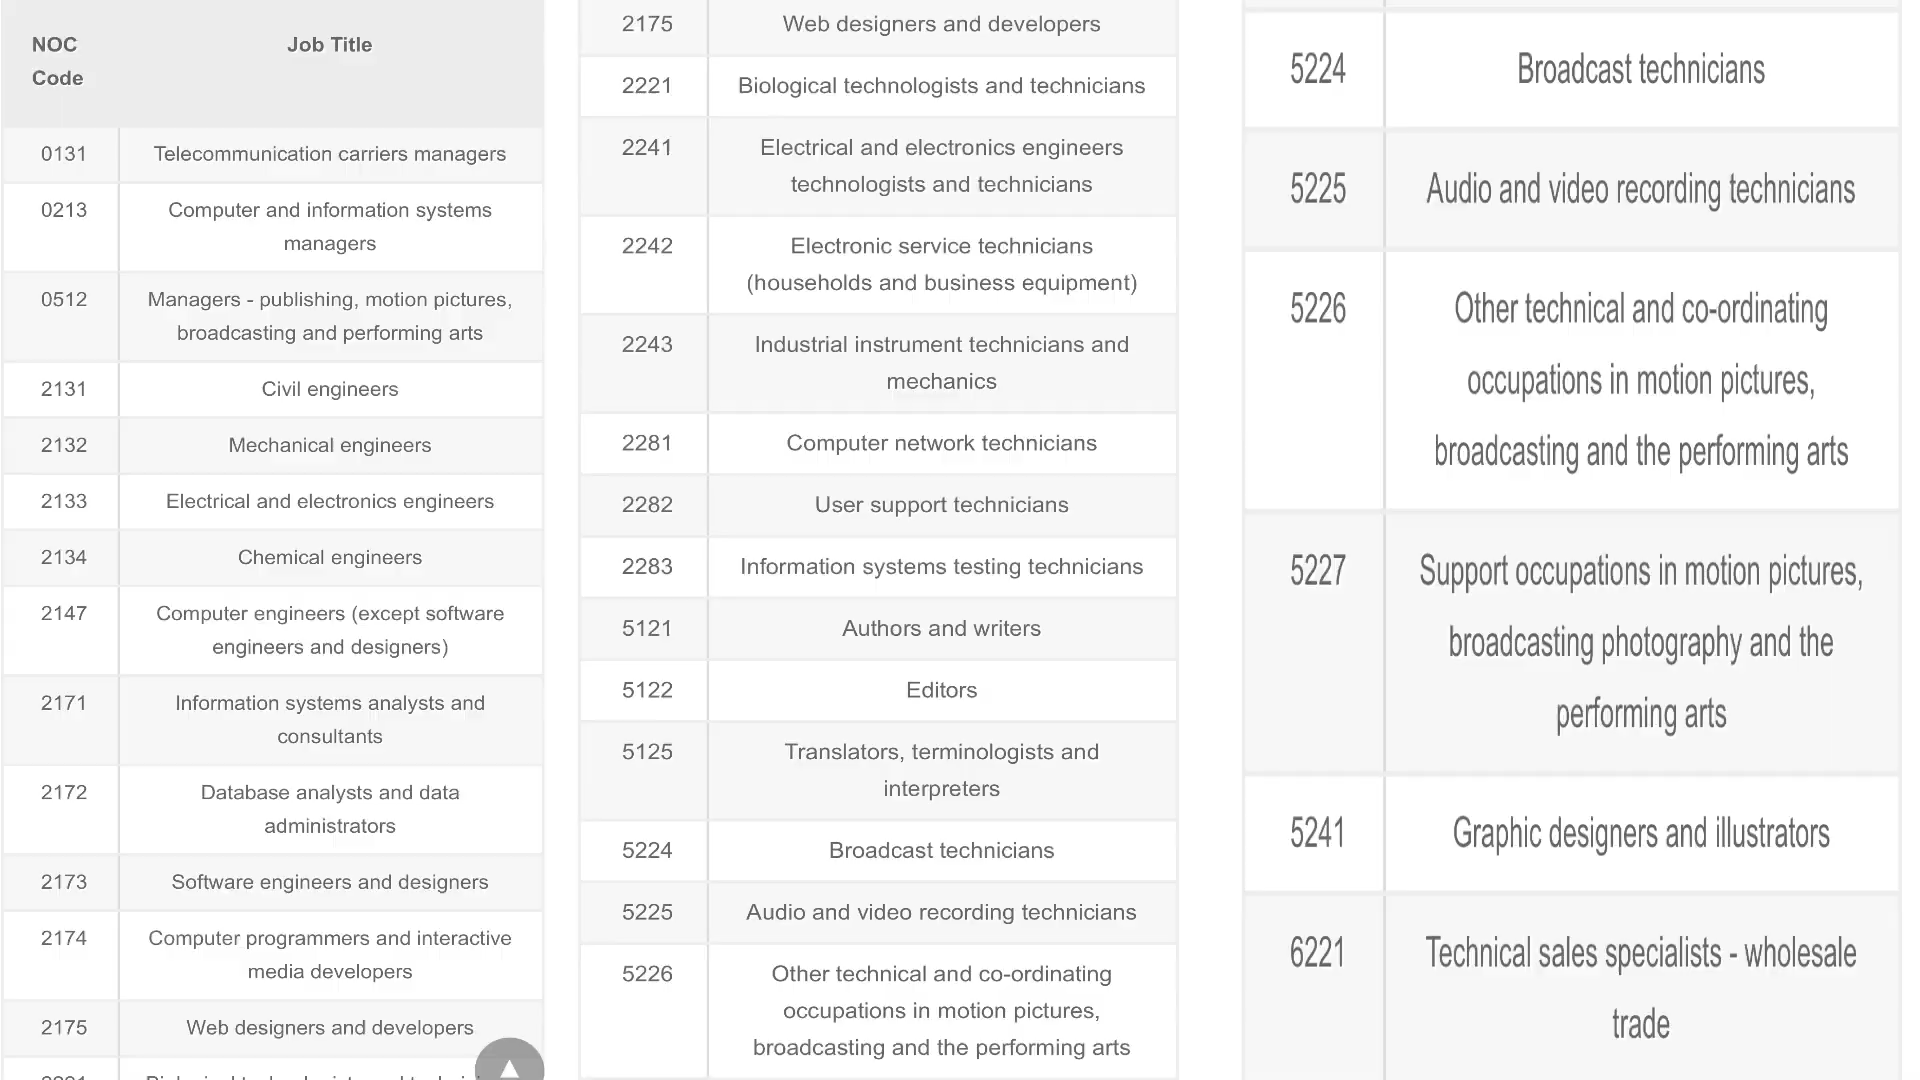 NOC
Code
Job Title
0131
Telecommunication carriers managers
0213
Computer and information systems
managers
0512
Managers - publishing, motion pictures,
broadcasting and performing arts
2131
Civil engineers
2132
Mechanical engineers
2133
Electrical and electronics engineers
2134
Chemical engineers
2147
Computer engineers (except software
engineers and designers)
2171
Information systems analysts and
consultants
2172
Database analysts and data
administrators
2173
Software engineers and designers
2174
Computer programmers and interactive
media developers
2175
Web designers and developers
2175
Web designers and developers
2221
Biological technologists and technicians
2241
Electrical and electronics engineers
technologists and technicians
2242
Electronic service technicians
(households and business equipment)
2243
Industrial instrument technicians and
mechanics
2281
Computer network technicians
2282
User support technicians
2283
Information systems testing technicians
5121
Authors and writers
5122
Editors
5125
Translators, terminologists and
interpreters
5224
Broadcast technicians
5225
Audio and video recording technicians
5226
Other technical and co-ordinating
occupations in motion pictures,
broadcasting and the performing arts
5224
Broadcast technicians
5225
Audio and video recording technicians
5226
Other technical and co-ordinating
occupations in motion pictures,
broadcasting and the performing arts
5227
Support occupations in motion pictures,
broadcasting photography and the
performing arts
5241
Graphic designers and illustrators
6221
Technical sales specialists - wholesale
trade